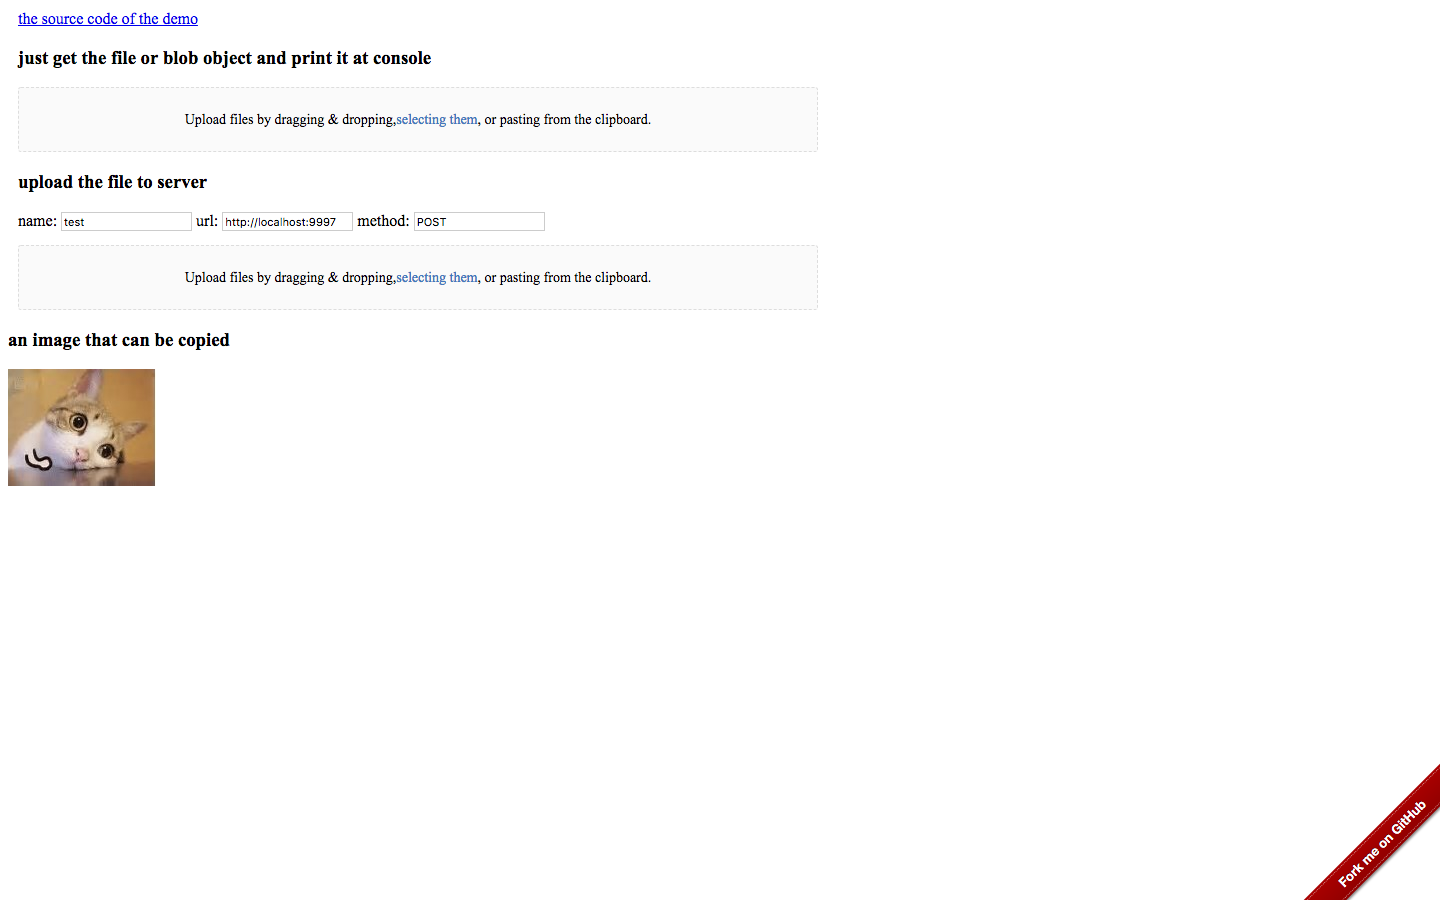 the source code of the demo
just get the file or blob object and print it at console
Upload files by dragging & dropping,selecting them, or pasting from the clipboard.
upload the file to server
name: test url: http://localhost:9997 method: POST
Upload files by dragging & dropping,selecting them, or pasting from the clipboard.
an image that can be copied
Fork me on GitHub